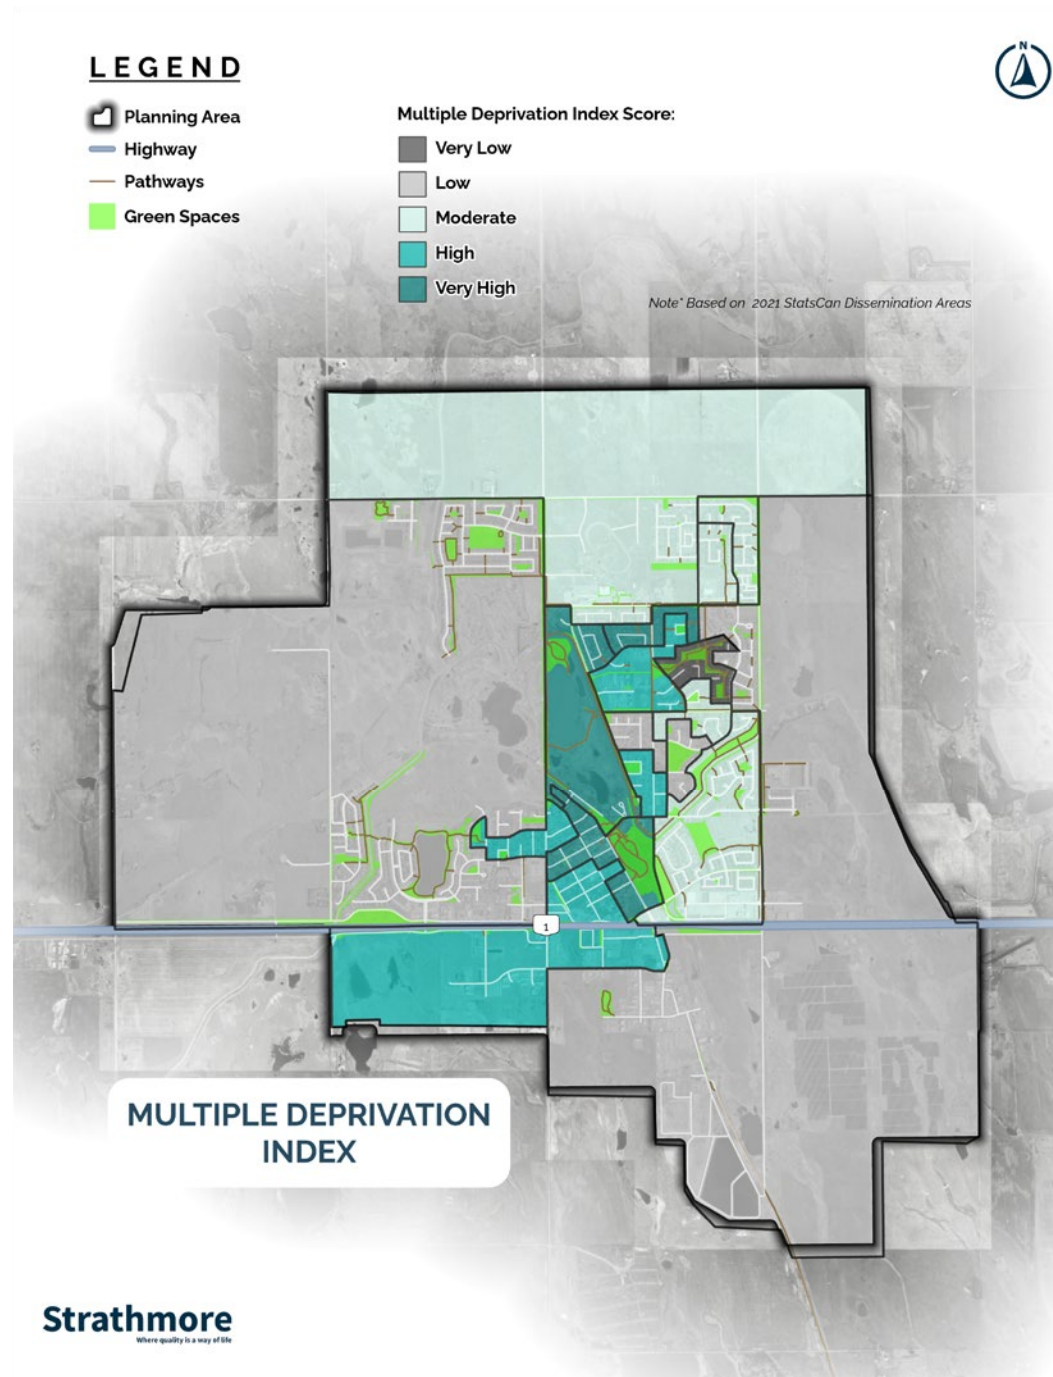 LEGEND
Planning Area
Highway
Pathways
Green Spaces
Multiple Deprivation Index Score:
Very Low
Low
Moderate
High
Very High
N
Note* Based on 2021 StatsCan Dissemination Areas
1
MULTIPLE DEPRIVATION
INDEX
Strathmore
Where quality is a way of life